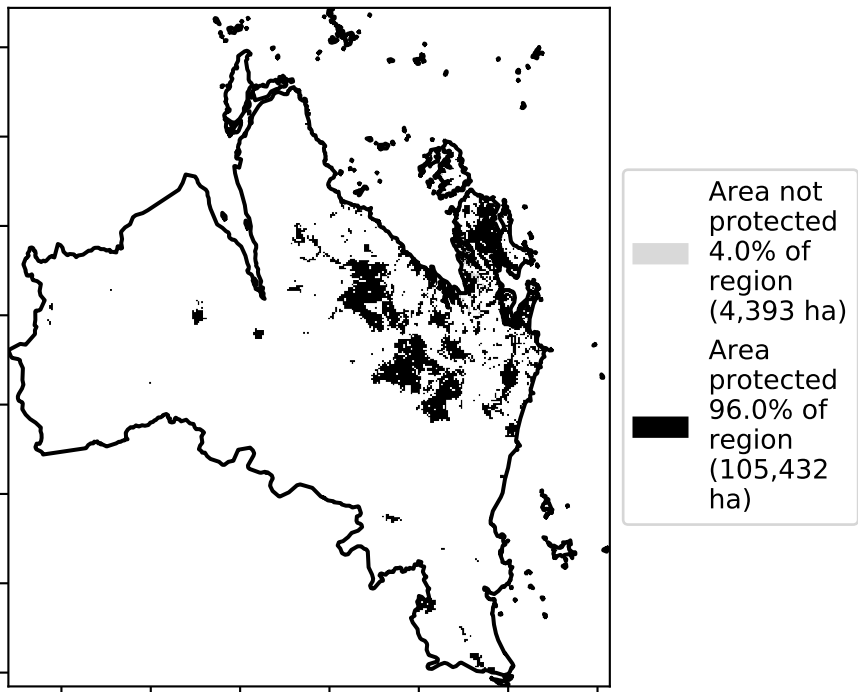 Area not
protected
4.0% of
region
(4,393 ha)
Area
protected
96.0% of
region
(105,432
ha)